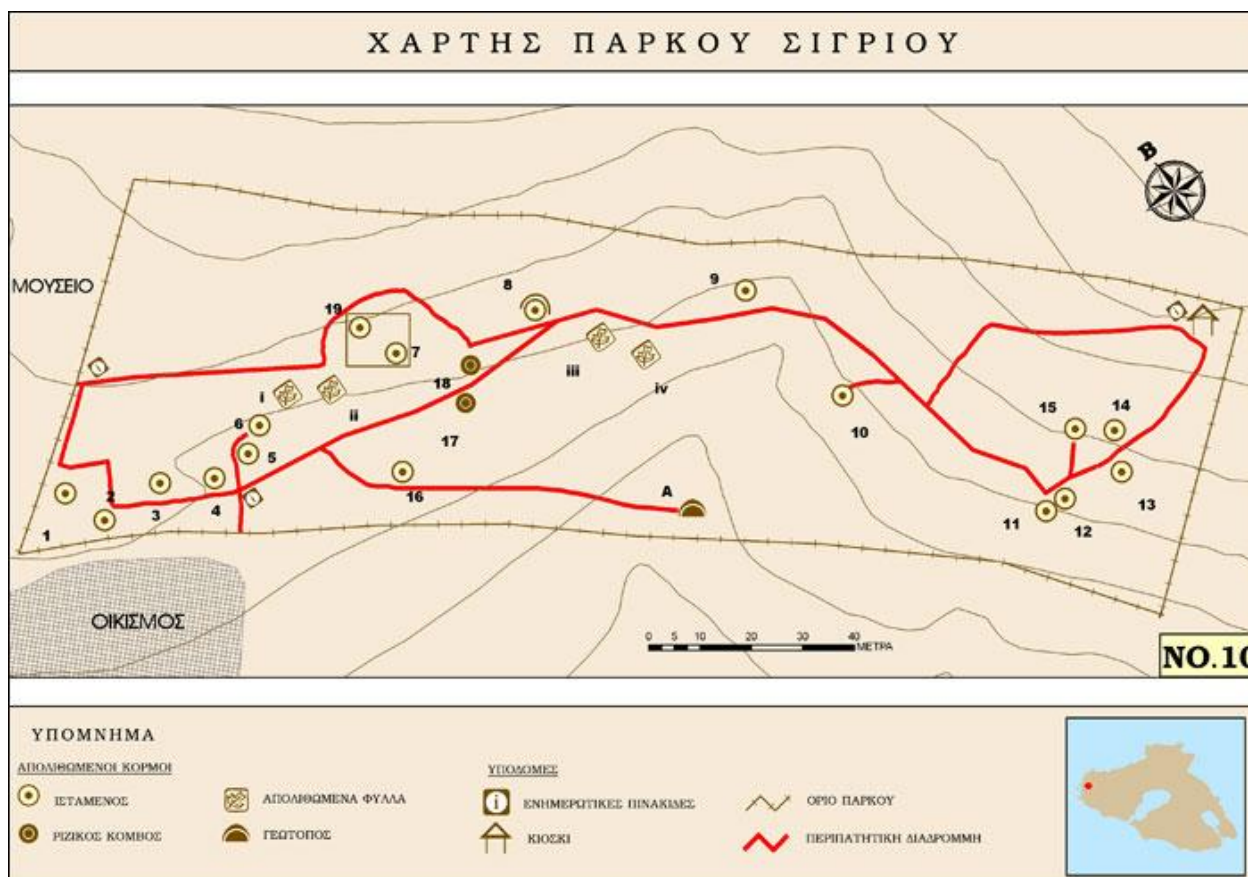 ΧΑΡΤΗΣ ΠΑΡΚΟΥ ΣΙΓΡΙΟΥ
Β
ΜΟΥΣΕΙΟ
8
9
19
7
18
iii
iv
i
ii
6
5
17
10
15
14
2
3
4
16
A
1
11
12
13
ΟΙΚΙΣΜΟΣ
0 5 10 20 30 40
ΜΕΤΡΑ
NO.10
ΥΠΟΜΝΗΜΑ
ΑΠΟΛΙΘΩΜΕΝΟΙ ΚΟΡΜΟΙ
ΥΠΟΔΟΜΕΣ
ΙΣΤΑΜΕΝΟΣ
ΑΠΟΛΙΘΩΜΕΝΑ ΦΥΛΛΑ
i ΕΝΗΜΕΡΩΤΙΚΕΣ ΠΙΝΑΚΙΔΕΣ
ΟΡΙΟ ΠΑΡΚΟΥ
ΡΙΖΙΚΟΣ ΚΟΜΒΟΣ
ΓΕΩΤΟΠΟΣ
ΚΙΟΣΚΙ
ΠΕΡΙΠΑΤΗΤΙΚΗ ΔΙΑΔΡΟΜΜΗ